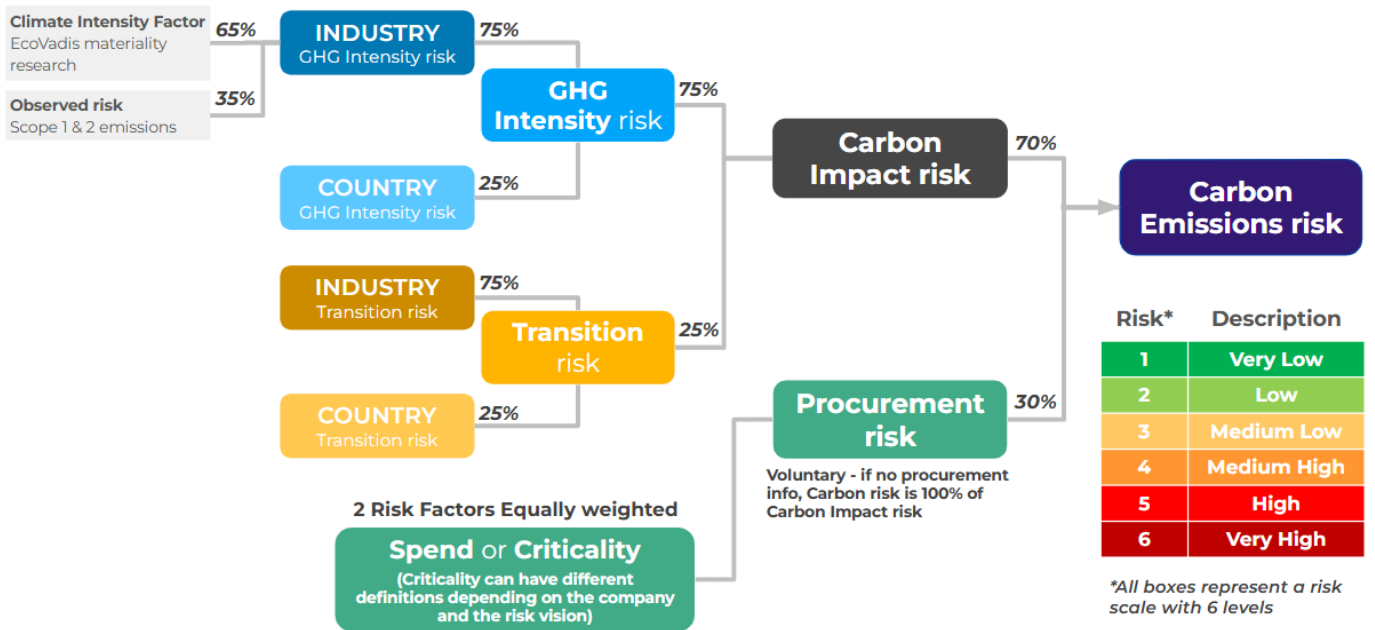 Climate Intensity Factor
EcoVadis materiality
research
65%
Observed risk
Scope 1 & 2 emissions
35%
INDUSTRY
GHG Intensity risk
75%
COUNTRY
GHG Intensity risk
25%
GHG
Intensity risk
75%
INDUSTRY
Transition risk
75%
COUNTRY
Transition risk
25%
Transition
risk
25%
Carbon
Impact risk
70%
2 Risk Factors Equally weighted
Spend or Criticality
(Criticality can have different
definitions depending on the company
and the risk vision)
Procurement
risk
30%
Voluntary - if no procurement
info, Carbon risk is 100% of
Carbon Impact risk
Carbon
Emissions risk
Risk* Description
1 Very Low
2 Low
3 Medium Low
4 Medium High
5 High
6 Very High
*All boxes represent a risk
scale with 6 levels